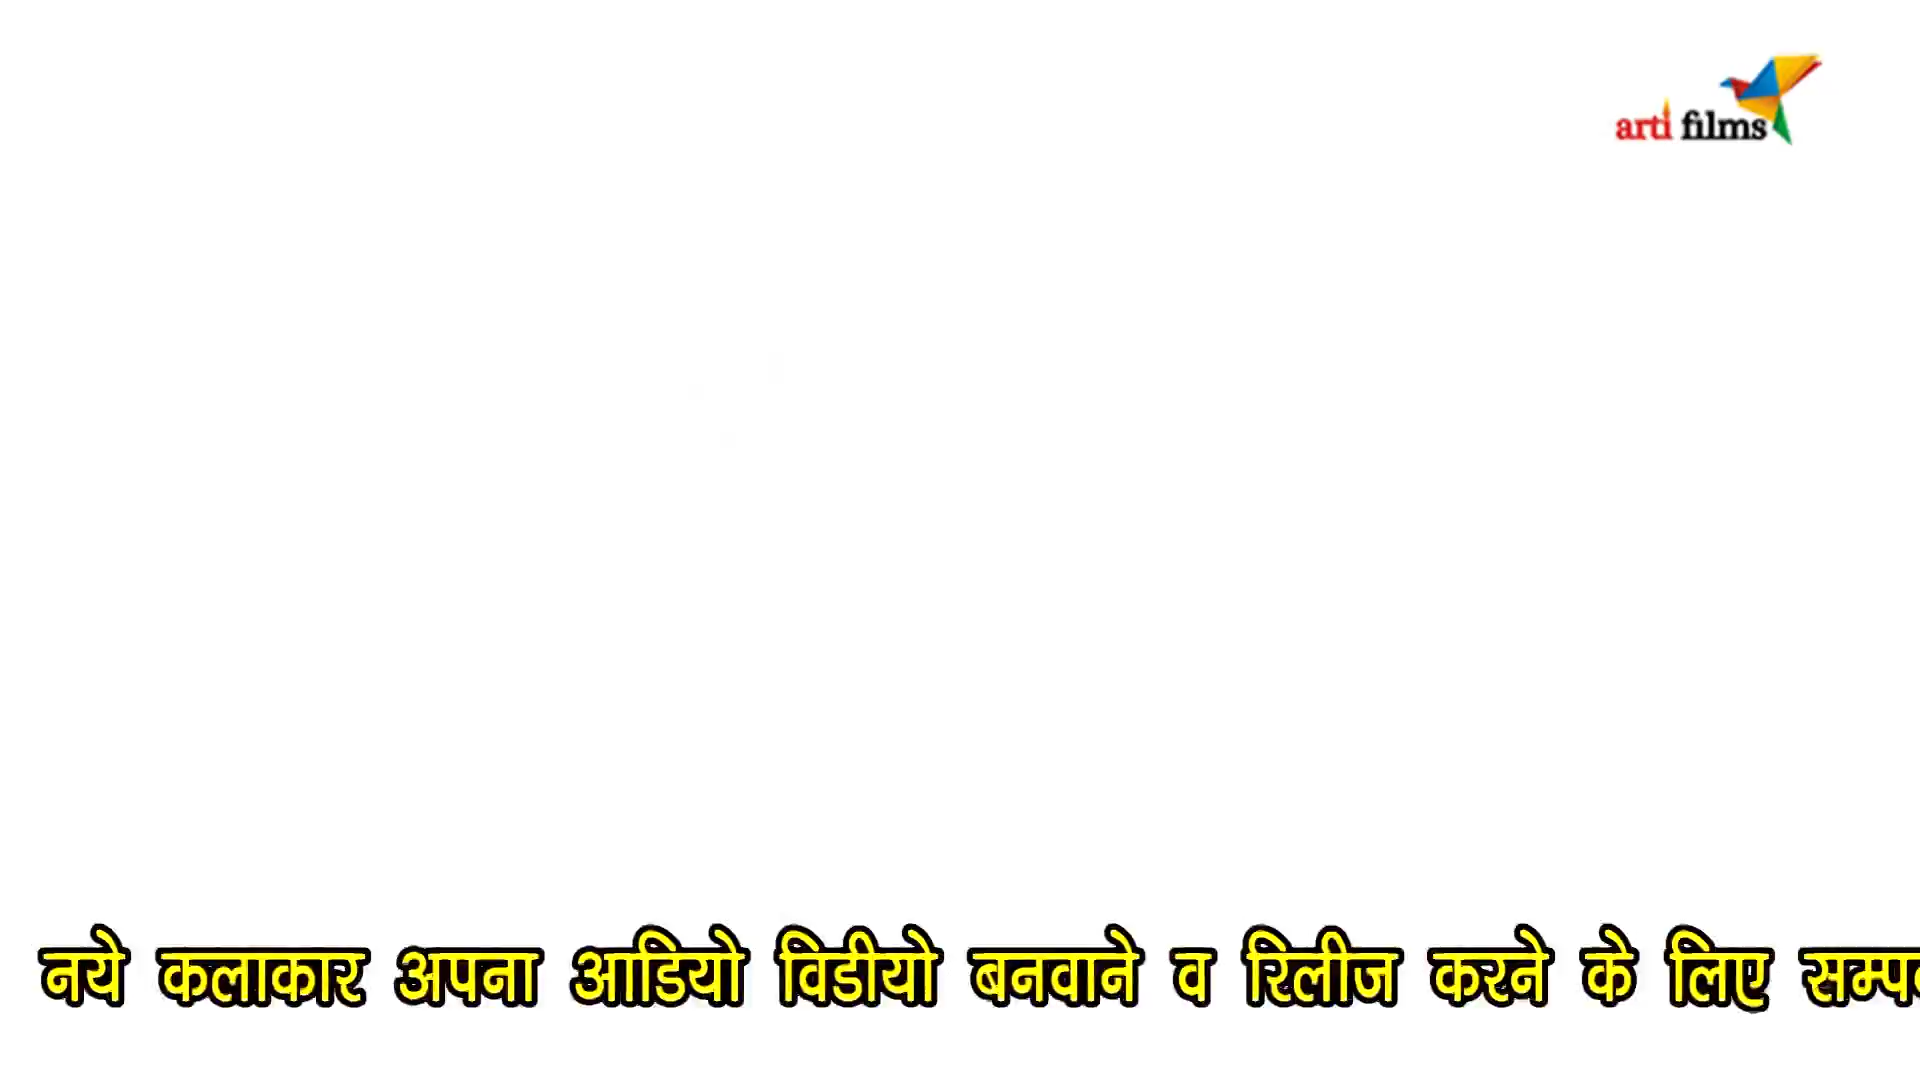 arti films
नये कलाकार अपना आडियो विडीयो बनवाने व रिलीज करने के लिए